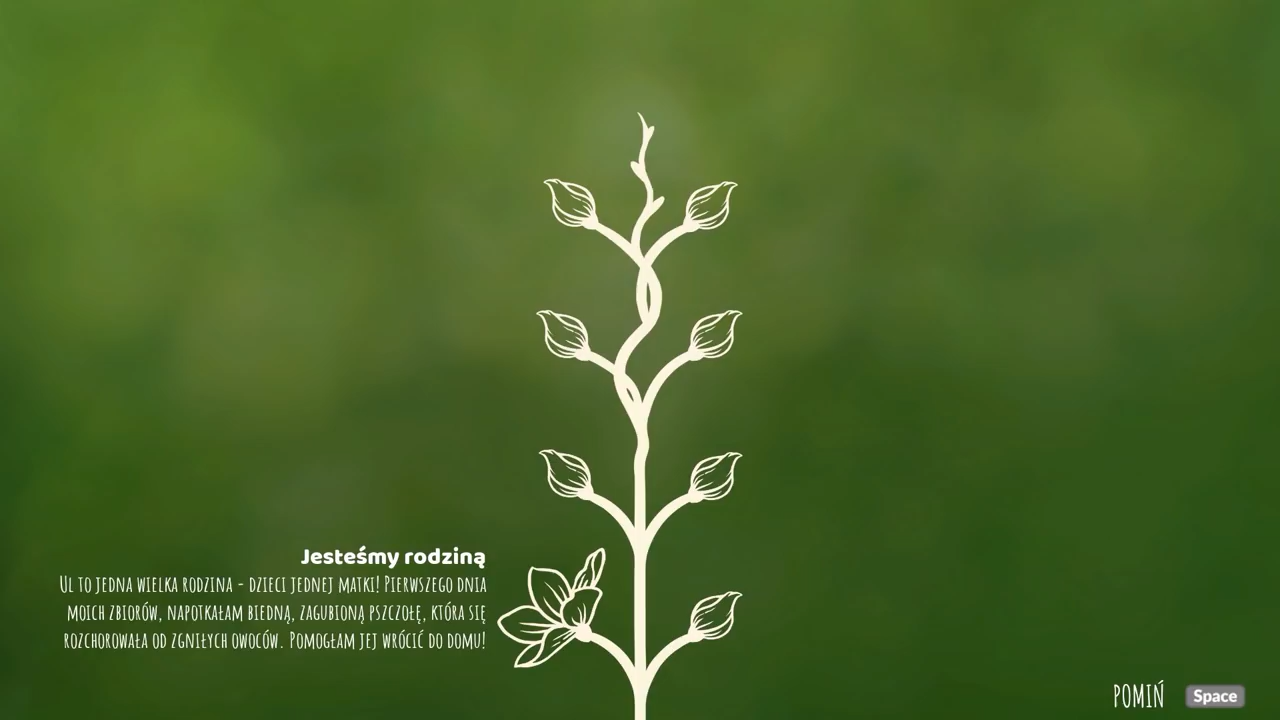 Jesteśmy rodziną
Ul to jedna wielka rodzina - dzieci jednej matki! Pierwszego dnia
moich zbiorów, napotkałam biedną, zagubioną pszczołę, która się
rozchorowała od zgniłych owoców. Pomogłam jej wrócić do domu!
POMIŃ Space